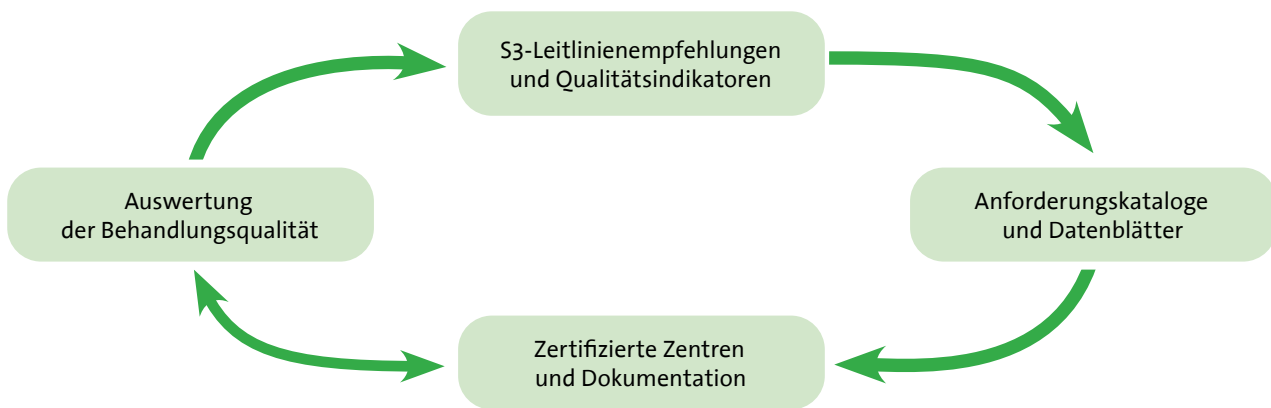 S3-Leitlinienempfehlungen
und Qualitätsindikatoren
Auswertung
der Behandlungsqualität
Anforderungskataloge
und Datenblätter
Zertifizierte Zentren
und Dokumentation